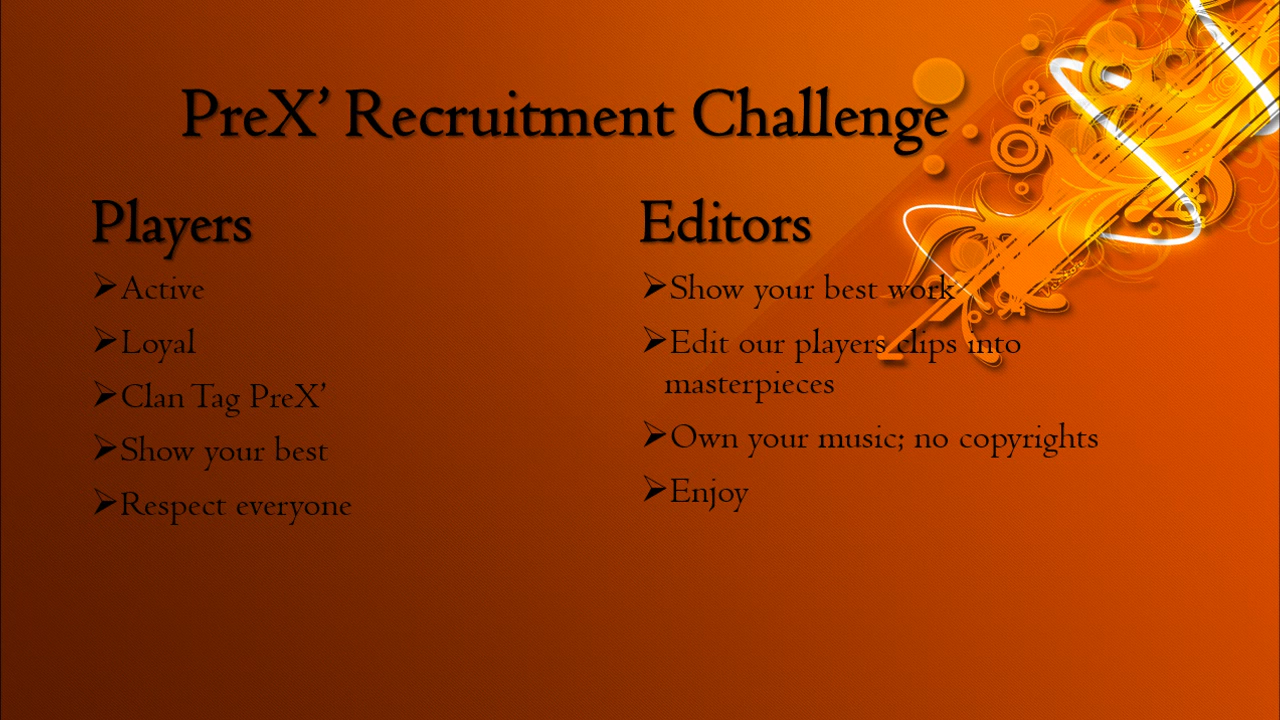 PreX’ Recruitment Challenge
Players
➢Active
➢Loyal
➢Clan Tag PreX’
➢Show your best
➢Respect everyone
Editors
➢Show your best work
➢Edit our players clips into
masterpieces
➢Own your music; no copyrights
➢Enjoy